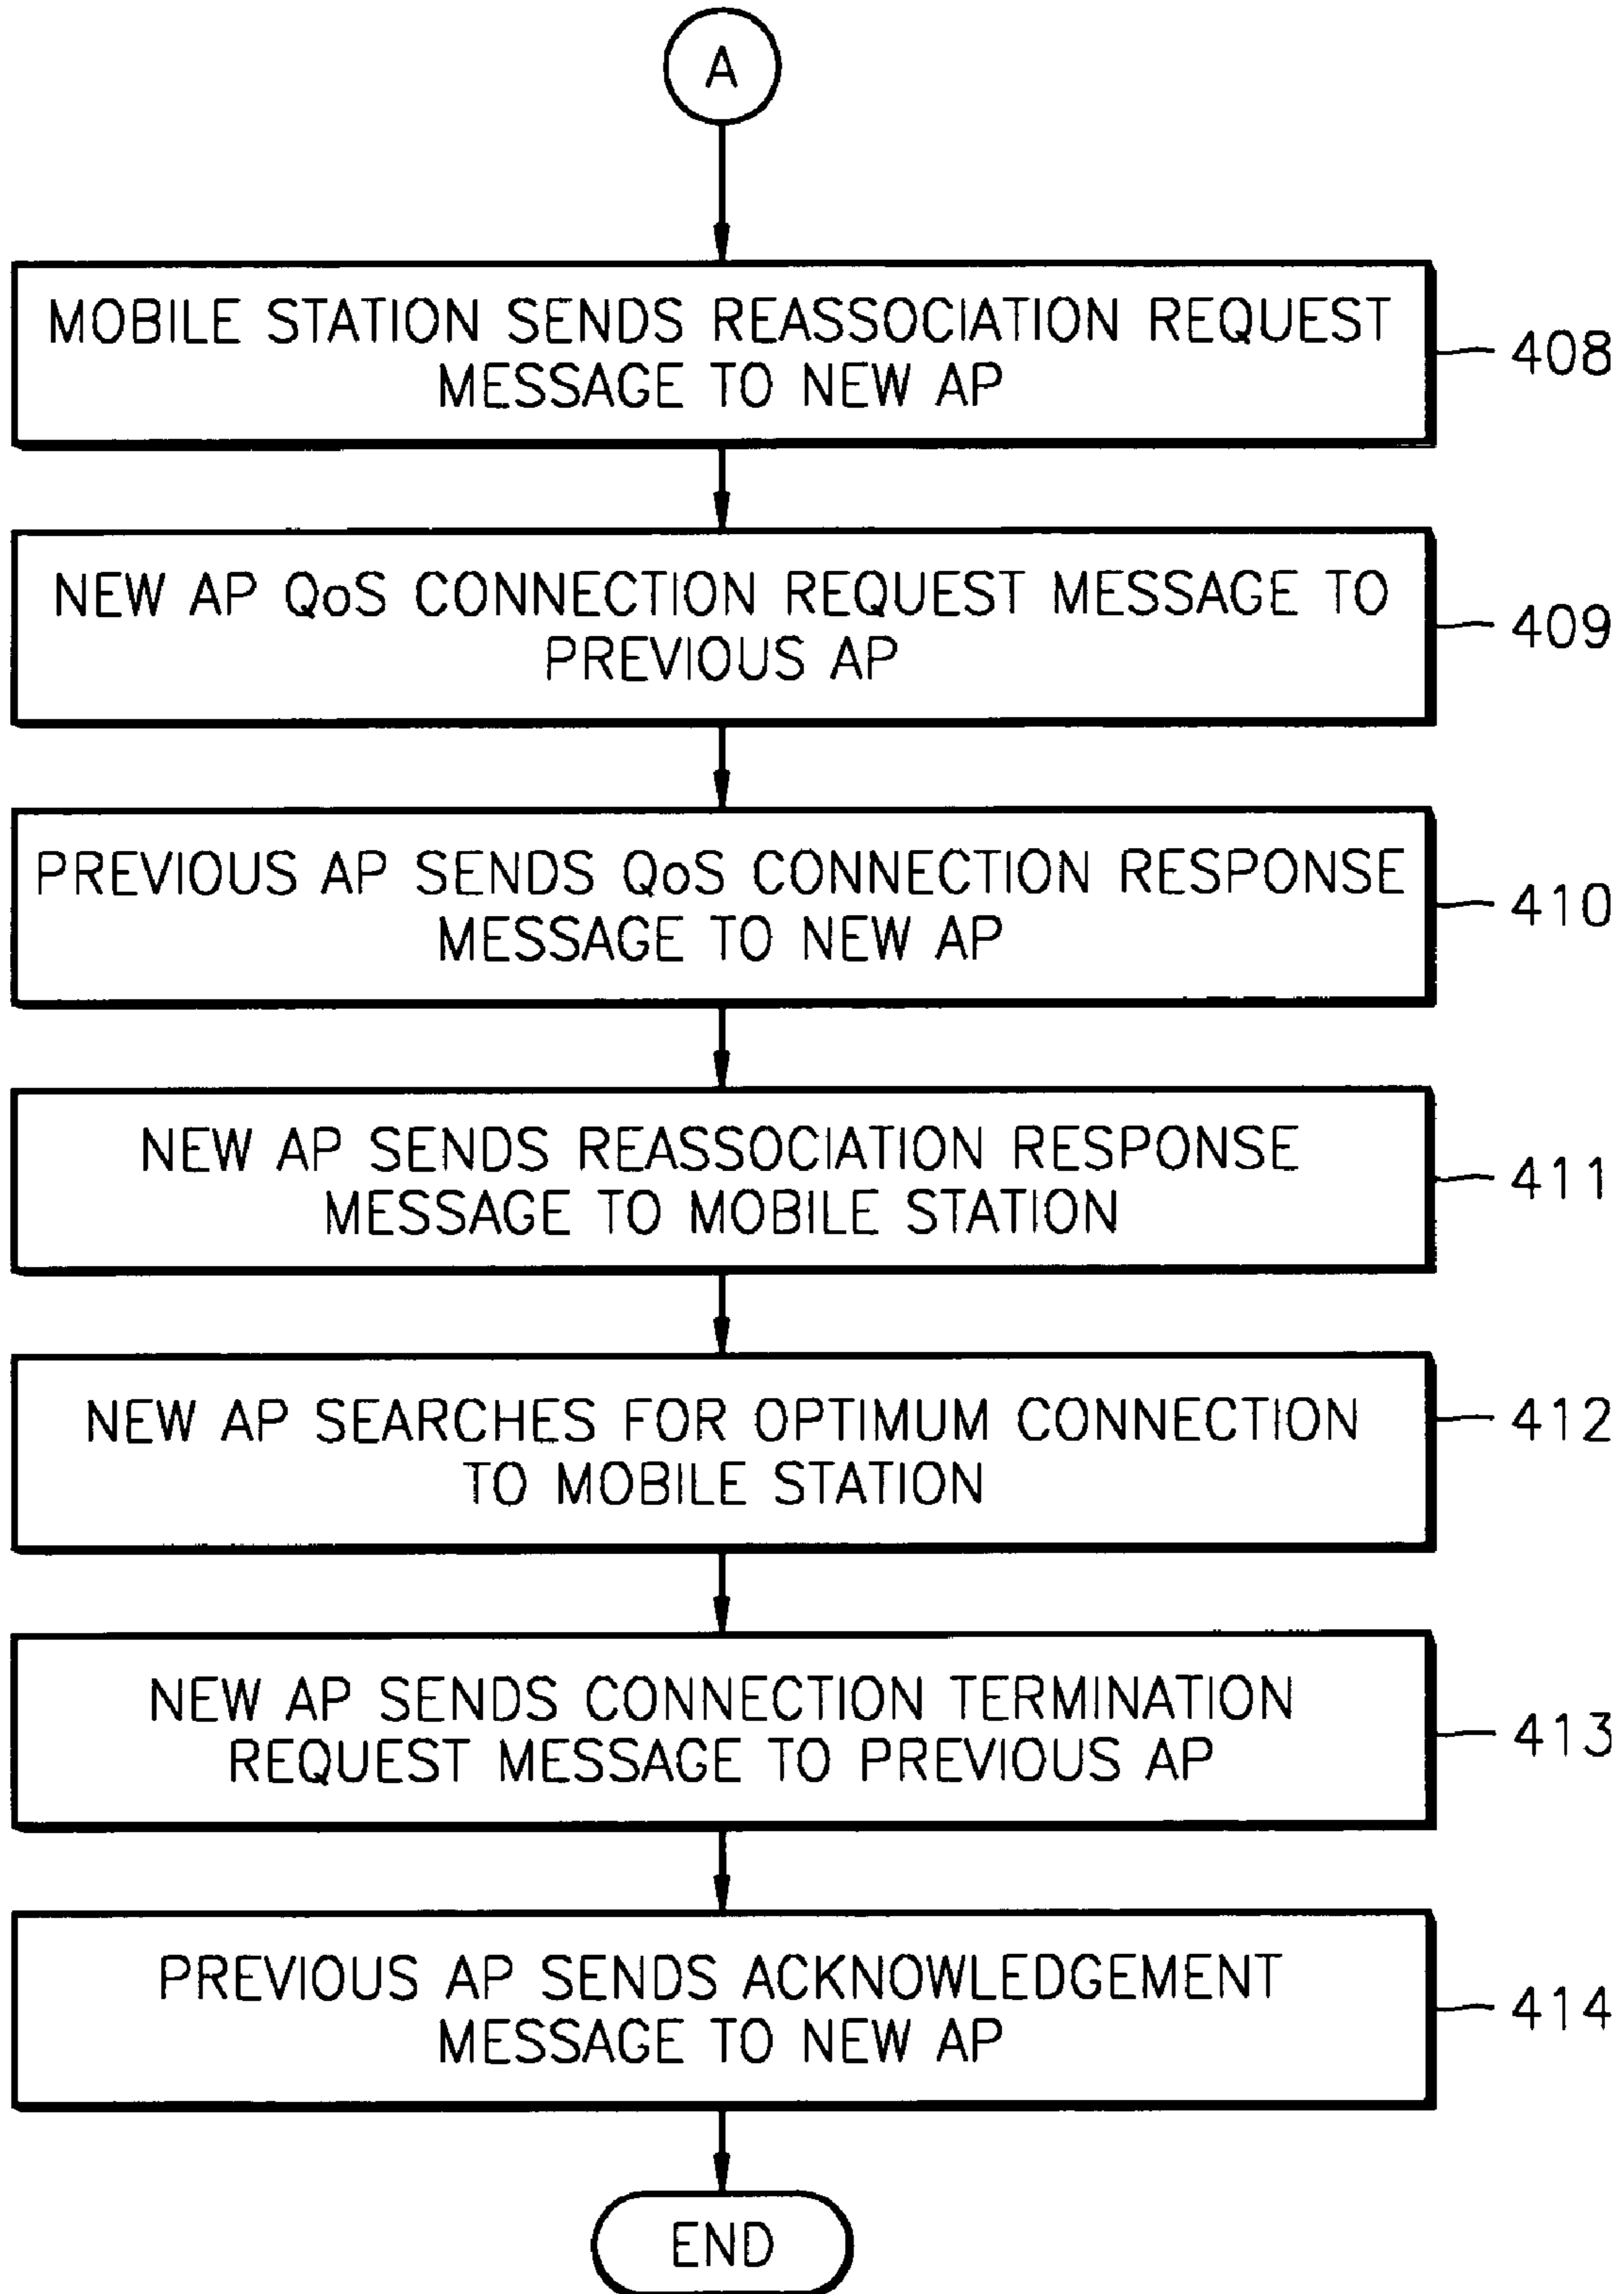 A
MOBILE STATION SENDS REASSOCIATION REQUEST
MESSAGE TO NEW AP
408
NEW AP QoS CONNECTION REQUEST MESSAGE TO
PREVIOUS AP
409
PREVIOUS AP SENDS QoS CONNECTION RESPONSE
MESSAGE TO NEW AP
410
NEW AP SENDS REASSOCIATION RESPONSE
MESSAGE TO MOBILE STATION
411
NEW AP SEARCHES FOR OPTIMUM CONNECTION
TO MOBILE STATION
412
NEW AP SENDS CONNECTION TERMINATION
REQUEST MESSAGE TO PREVIOUS AP
413
PREVIOUS AP SENDS ACKNOWLEDGEMENT
MESSAGE TO NEW AP
414
END